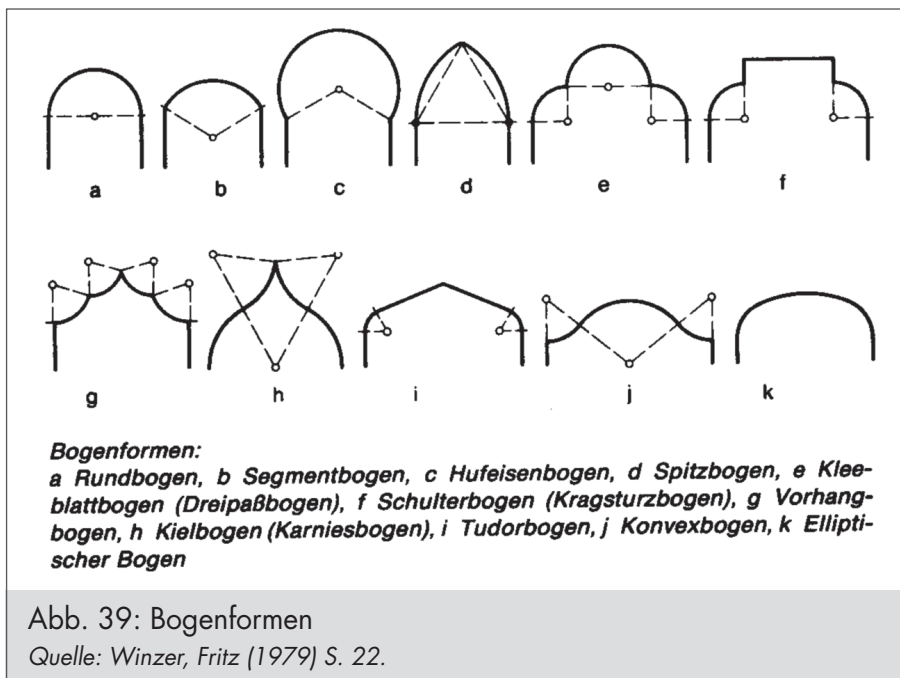 a b c d e f
g h i j k
Bogenformen:
a Rundbogen, b Segmentbogen, c Hufeisenbogen, d Spitzbogen, e Klee-
blattbogen (Dreipaßbogen), f Schulterbogen (Kragsturzbogen), g Vorhang-
bogen, h Kielbogen (Karniesbogen), i Tudorbogen, j Konvexbogen, k Ellipti-
scher Bogen
Abb. 39: Bogenformen
Quelle: Winzer, Fritz (1979) S. 22.